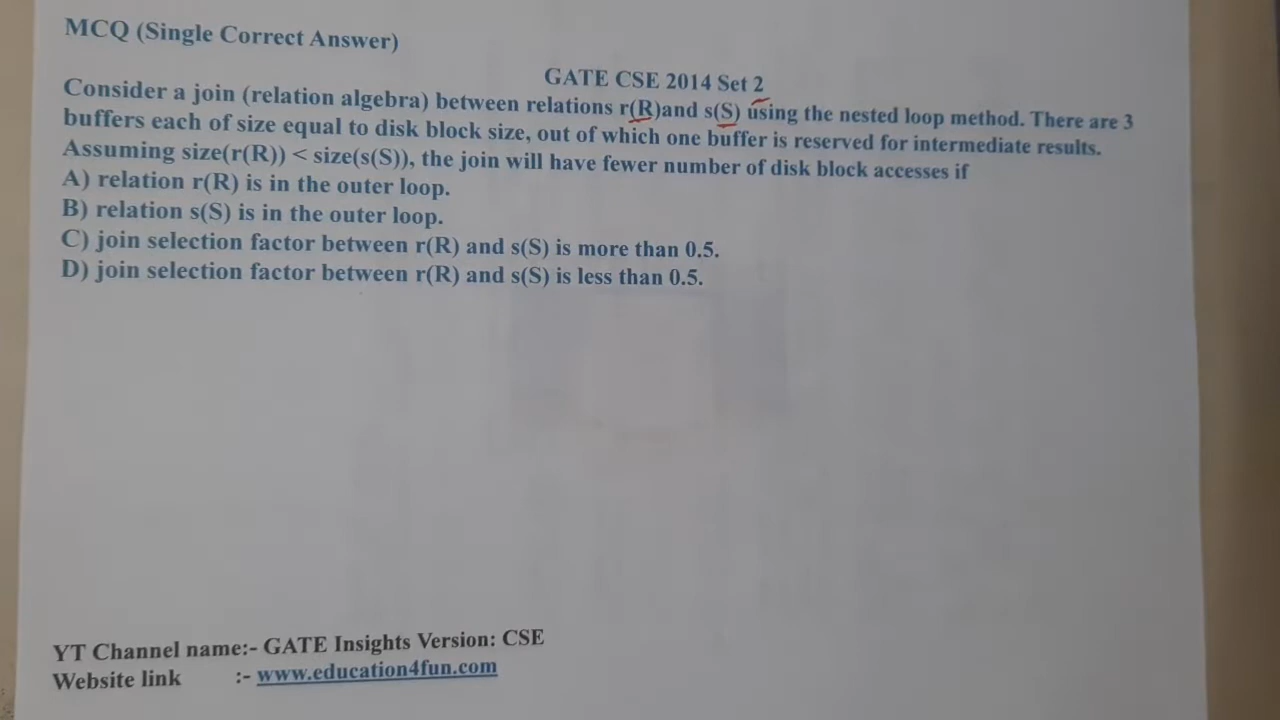 MCQ (Single Correct Answer)
GATE CSE 2014 Set 2
Consider a join (relation algebra) between relations r(R)and s(S) using the nested loop method. There are 3
buffers each of size equal to disk block size, out of which one buffer is reserved for intermediate results.
Assuming size(r(R)) < size(s(S)), the join will have fewer number of disk block accesses if
A) relation r(R) is in the outer loop.
B) relation s(S) is in the outer loop.
C) join selection factor between r(R) and s(S) is more than 0.5.
D) join selection factor between r(R) and s(S) is less than 0.5.
YT Channel name:- GATE Insights Version: CSE
Website link :- www.education4fun.com